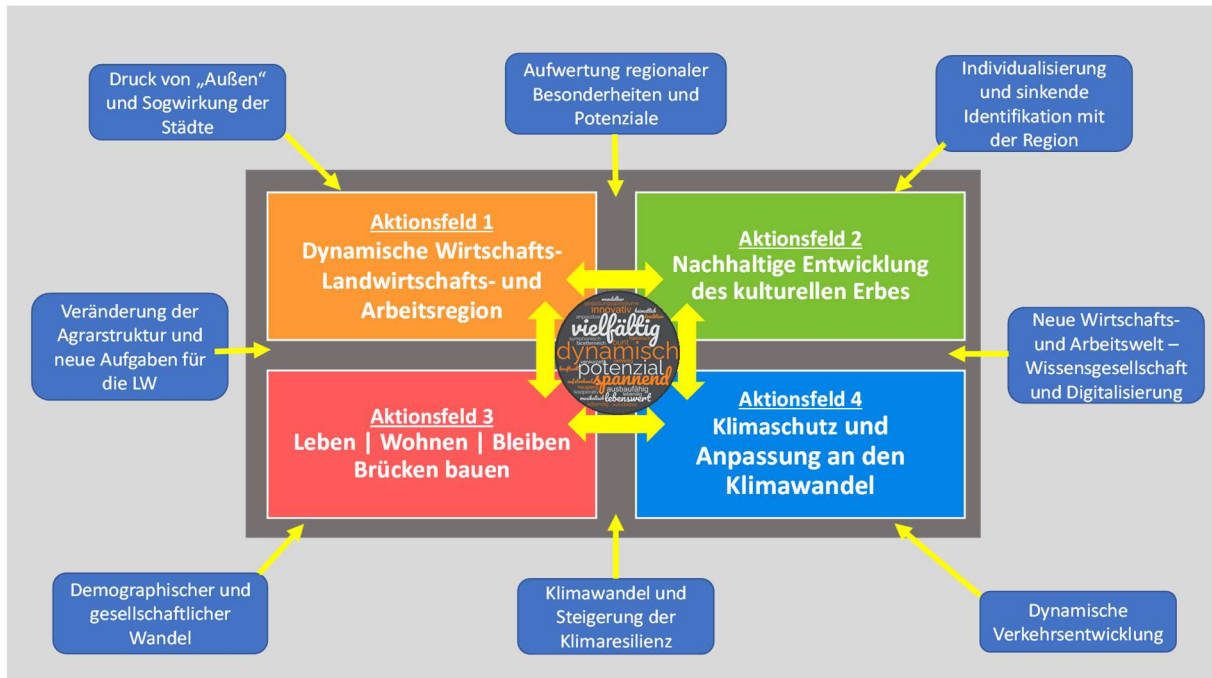 Druck von „Außen“
und Sogwirkung der
Städte
Aufwertung regionaler
Besonderheiten und
Potenziale
Individualisierung
und sinkende
Identifikation mit
der Region
Aktionsfeld 1
Dynamische Wirtschafts-
Landwirtschafts- und
Arbeitsregion
Aktionsfeld 2
Nachhaltige Entwicklung
des kulturellen Erbes
Veränderung der
Agrarstruktur und
neue Aufgaben für
die LW
innovativ
vielfältig
bunt
dynamisch
potenzial
spannend
ausbaufähig
lebenswert
Neue Wirtschafts-
und Arbeitswelt –
Wissensgesellschaft
und Digitalisierung
Aktionsfeld 3
Leben | Wohnen | Bleiben
Brücken bauen
Aktionsfeld 4
Klimaschutz und
Anpassung an den
Klimawandel
Demographischer und
gesellschaftlicher
Wandel
Klimawandel und
Steigerung der
Klimaresilienz
Dynamische
Verkehrsentwicklung